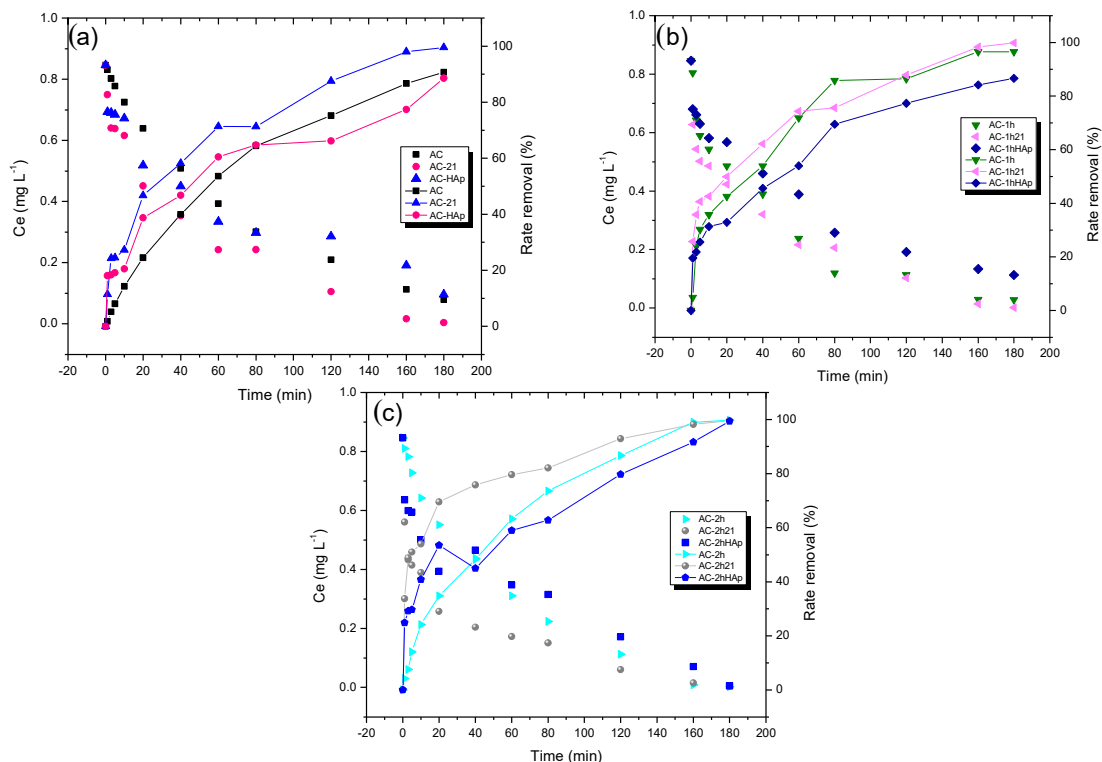 (a)
Ce (mg L⁻¹)
1.0
0.8
0.6
0.4
0.2
0.0
Rate removal (%)
100
80
60
40
20
0
AC
AC-21
AC-HAp
AC
AC-21
AC-HAp
-20 0 20 40 60 80 100 120 140 160 180 200
Time (min)
(b)
Ce (mg L⁻¹)
1.0
0.8
0.6
0.4
0.2
0.0
Rate removal (%)
100
80
60
40
20
0
AC-1h
AC-1h21
AC-1hHAp
AC-1h
AC-1h21
AC-1hHAp
-20 0 20 40 60 80 100 120 140 160 180 200
Time (min)
(c)
Ce (mg L⁻¹)
1.0
0.8
0.6
0.4
0.2
0.0
Rate removal (%)
100
80
60
40
20
0
AC-2h
AC-2h21
AC-2hHAp
AC-2h
AC-2h21
AC-2hHAp
-20 0 20 40 60 80 100 120 140 160 180 200
Time (min)